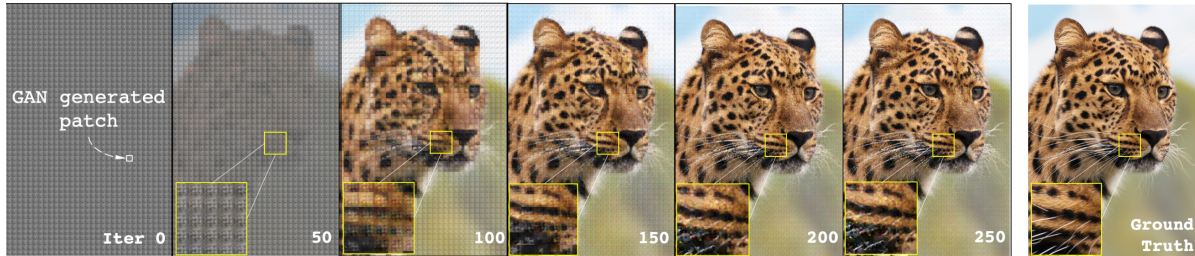 GAN generated
patch
Iter 0
50
100
150
200
250
Ground
Truth